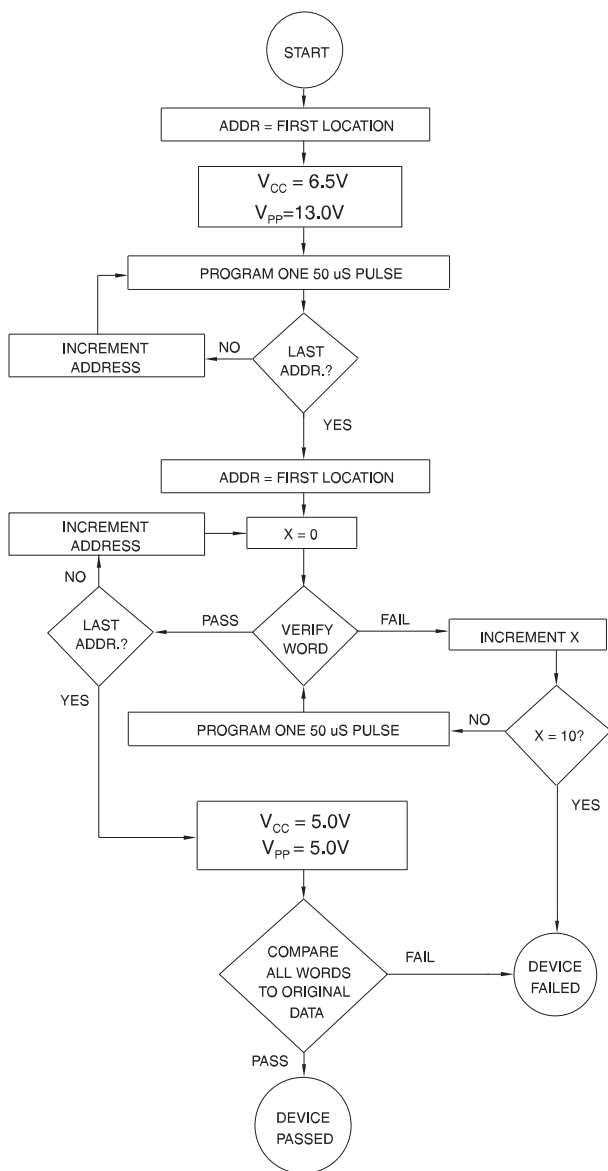 START
ADDR = FIRST LOCATION
VCC = 6.5V
VPP=13.0V
PROGRAM ONE 50 uS PULSE
INCREMENT
ADDRESS
NO
LAST
ADDR.?
YES
ADDR = FIRST LOCATION
INCREMENT
ADDRESS
X = 0
NO
LAST
ADDR.?
PASS
VERIFY
WORD
FAIL
INCREMENT X
YES
PROGRAM ONE 50 uS PULSE
NO
X = 10?
YES
VCC = 5.0V
VPP = 5.0V
COMPARE
ALL WORDS
TO ORIGINAL
DATA
FAIL
DEVICE
FAILED
PASS
DEVICE
PASSED